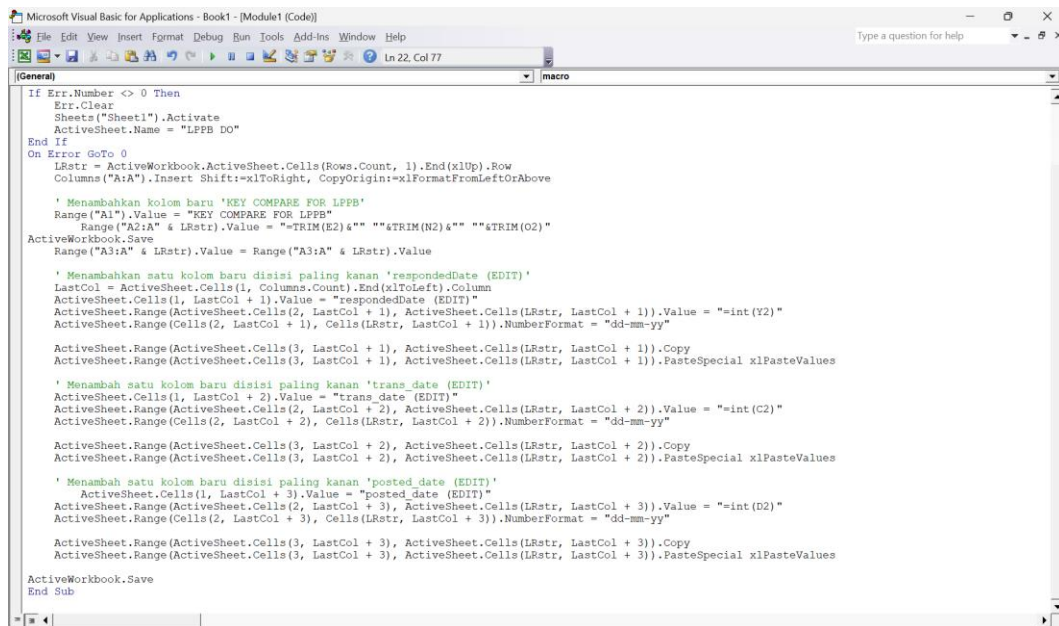 Microsoft Visual Basic for Applications - Book1 - [Module1 (Code)]
File Edit View Insert Format Debug Run Tools Add-Ins Window Help
Type a question for help
Ln 22, Col 77
(General)
macro
If Err.Number <> 0 Then
Err.Clear
Sheets("Sheet1").Activate
ActiveSheet.Name = "LPPB DO"
End If
On Error GoTo 0
LRstr = ActiveWorkbook.ActiveSheet.Cells(Rows.Count, 1).End(xlUp).Row
Columns("A:A").Insert Shift:=xlToRight, CopyOrigin:=xlFormatFromLeftOrAbove
' Menambahkan kolom baru 'KEY COMPARE FOR LPPB'
Range("A1").Value = "KEY COMPARE FOR LPPB"
Range("A2:A" & LRstr).Value = "=TRIM(E2)&"" ""&TRIM(N2)&"" ""&TRIM(O2)"
ActiveWorkbook.Save
Range("A3:A" & LRstr).Value = Range("A3:A" & LRstr).Value
' Menambahkan satu kolom baru disisi paling kanan 'respondedDate (EDIT)'
LastCol = ActiveSheet.Cells(1, Columns.Count).End(xlToLeft).Column
ActiveSheet.Cells(1, LastCol + 1).Value = "respondedDate (EDIT)"
ActiveSheet.Range(ActiveSheet.Cells(2, LastCol + 1), ActiveSheet.Cells(LRstr, LastCol + 1)).Value = "=int(Y2)"
ActiveSheet.Range(Cells(2, LastCol + 1), Cells(LRstr, LastCol + 1)).NumberFormat = "dd-mm-yy"
ActiveSheet.Range(ActiveSheet.Cells(3, LastCol + 1), ActiveSheet.Cells(LRstr, LastCol + 1)).Copy
ActiveSheet.Range(ActiveSheet.Cells(3, LastCol + 1), ActiveSheet.Cells(LRstr, LastCol + 1)).PasteSpecial xlPasteValues
' Menambah satu kolom baru disisi paling kanan 'trans_date (EDIT)'
ActiveSheet.Cells(1, LastCol + 2).Value = "trans_date (EDIT)"
ActiveSheet.Range(ActiveSheet.Cells(2, LastCol + 2), ActiveSheet.Cells(LRstr, LastCol + 2)).Value = "=int(C2)"
ActiveSheet.Range(Cells(2, LastCol + 2), Cells(LRstr, LastCol + 2)).NumberFormat = "dd-mm-yy"
ActiveSheet.Range(ActiveSheet.Cells(3, LastCol + 2), ActiveSheet.Cells(LRstr, LastCol + 2)).Copy
ActiveSheet.Range(ActiveSheet.Cells(3, LastCol + 2), ActiveSheet.Cells(LRstr, LastCol + 2)).PasteSpecial xlPasteValues
' Menambah satu kolom baru disisi paling kanan 'posted_date (EDIT)'
ActiveSheet.Cells(1, LastCol + 3).Value = "posted_date (EDIT)"
ActiveSheet.Range(ActiveSheet.Cells(2, LastCol + 3), ActiveSheet.Cells(LRstr, LastCol + 3)).Value = "=int(D2)"
ActiveSheet.Range(Cells(2, LastCol + 3), Cells(LRstr, LastCol + 3)).NumberFormat = "dd-mm-yy"
ActiveSheet.Range(ActiveSheet.Cells(3, LastCol + 3), ActiveSheet.Cells(LRstr, LastCol + 3)).Copy
ActiveSheet.Range(ActiveSheet.Cells(3, LastCol + 3), ActiveSheet.Cells(LRstr, LastCol + 3)).PasteSpecial xlPasteValues
ActiveWorkbook.Save
End Sub